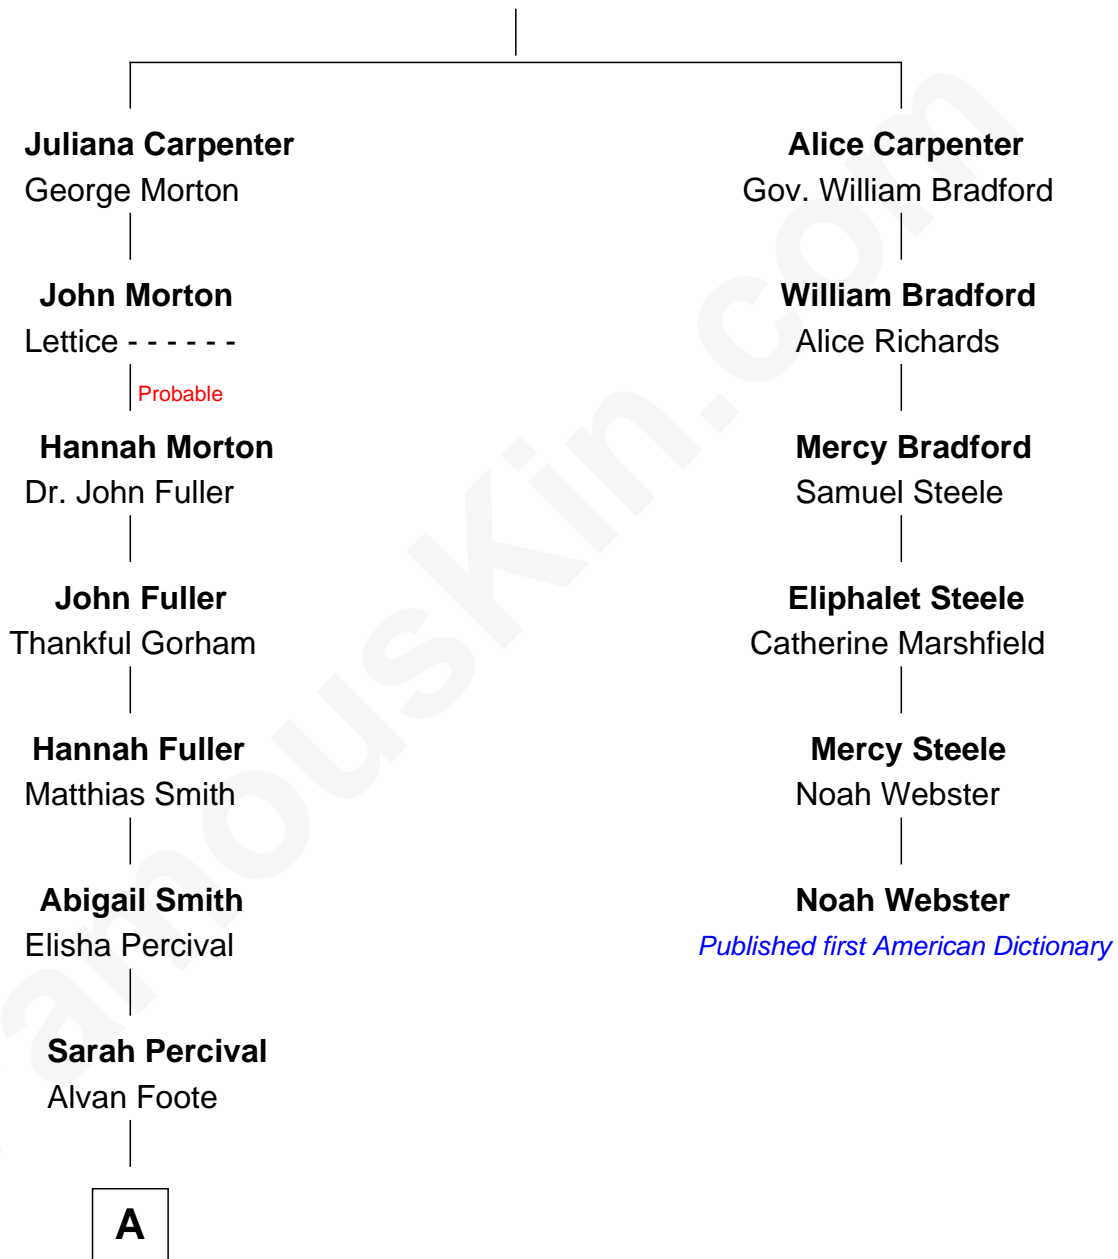 Juliana Carpenter
George Morton
John Morton
Lettice - - - - - -
Probable
Hannah Morton
Dr. John Fuller
John Fuller
Thankful Gorham
Hannah Fuller
Matthias Smith
Abigail Smith
Elisha Percival
Sarah Percival
Alvan Foote
A
Alice Carpenter
Gov. William Bradford
William Bradford
Alice Richards
Mercy Bradford
Samuel Steele
Eliphalet Steele
Catherine Marshfield
Mercy Steele
Noah Webster
Noah Webster
Published first American Dictionary
amousKin.com